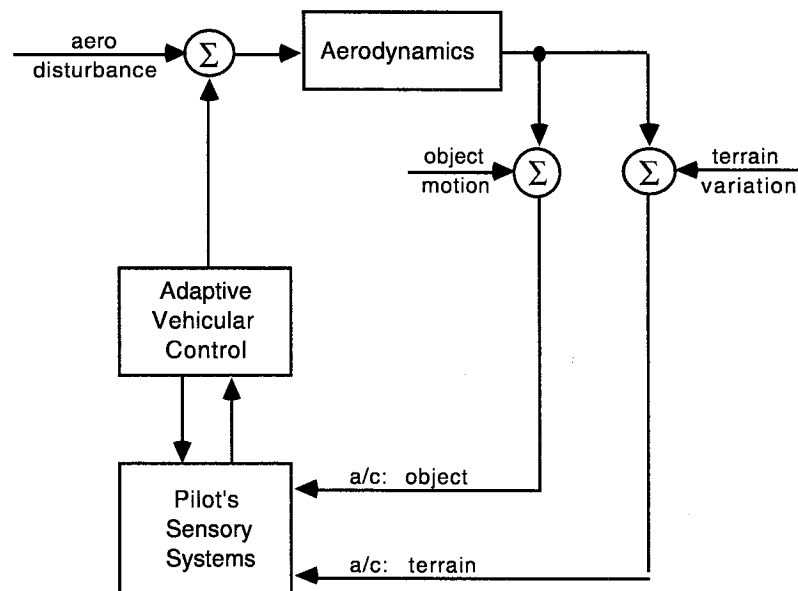 aero
disturbance
Σ
Aerodynamics
object
motion
Σ
Σ
terrain
variation
Adaptive
Vehicular
Control
a/c: object
Pilot's
Sensory
Systems
a/c: terrain